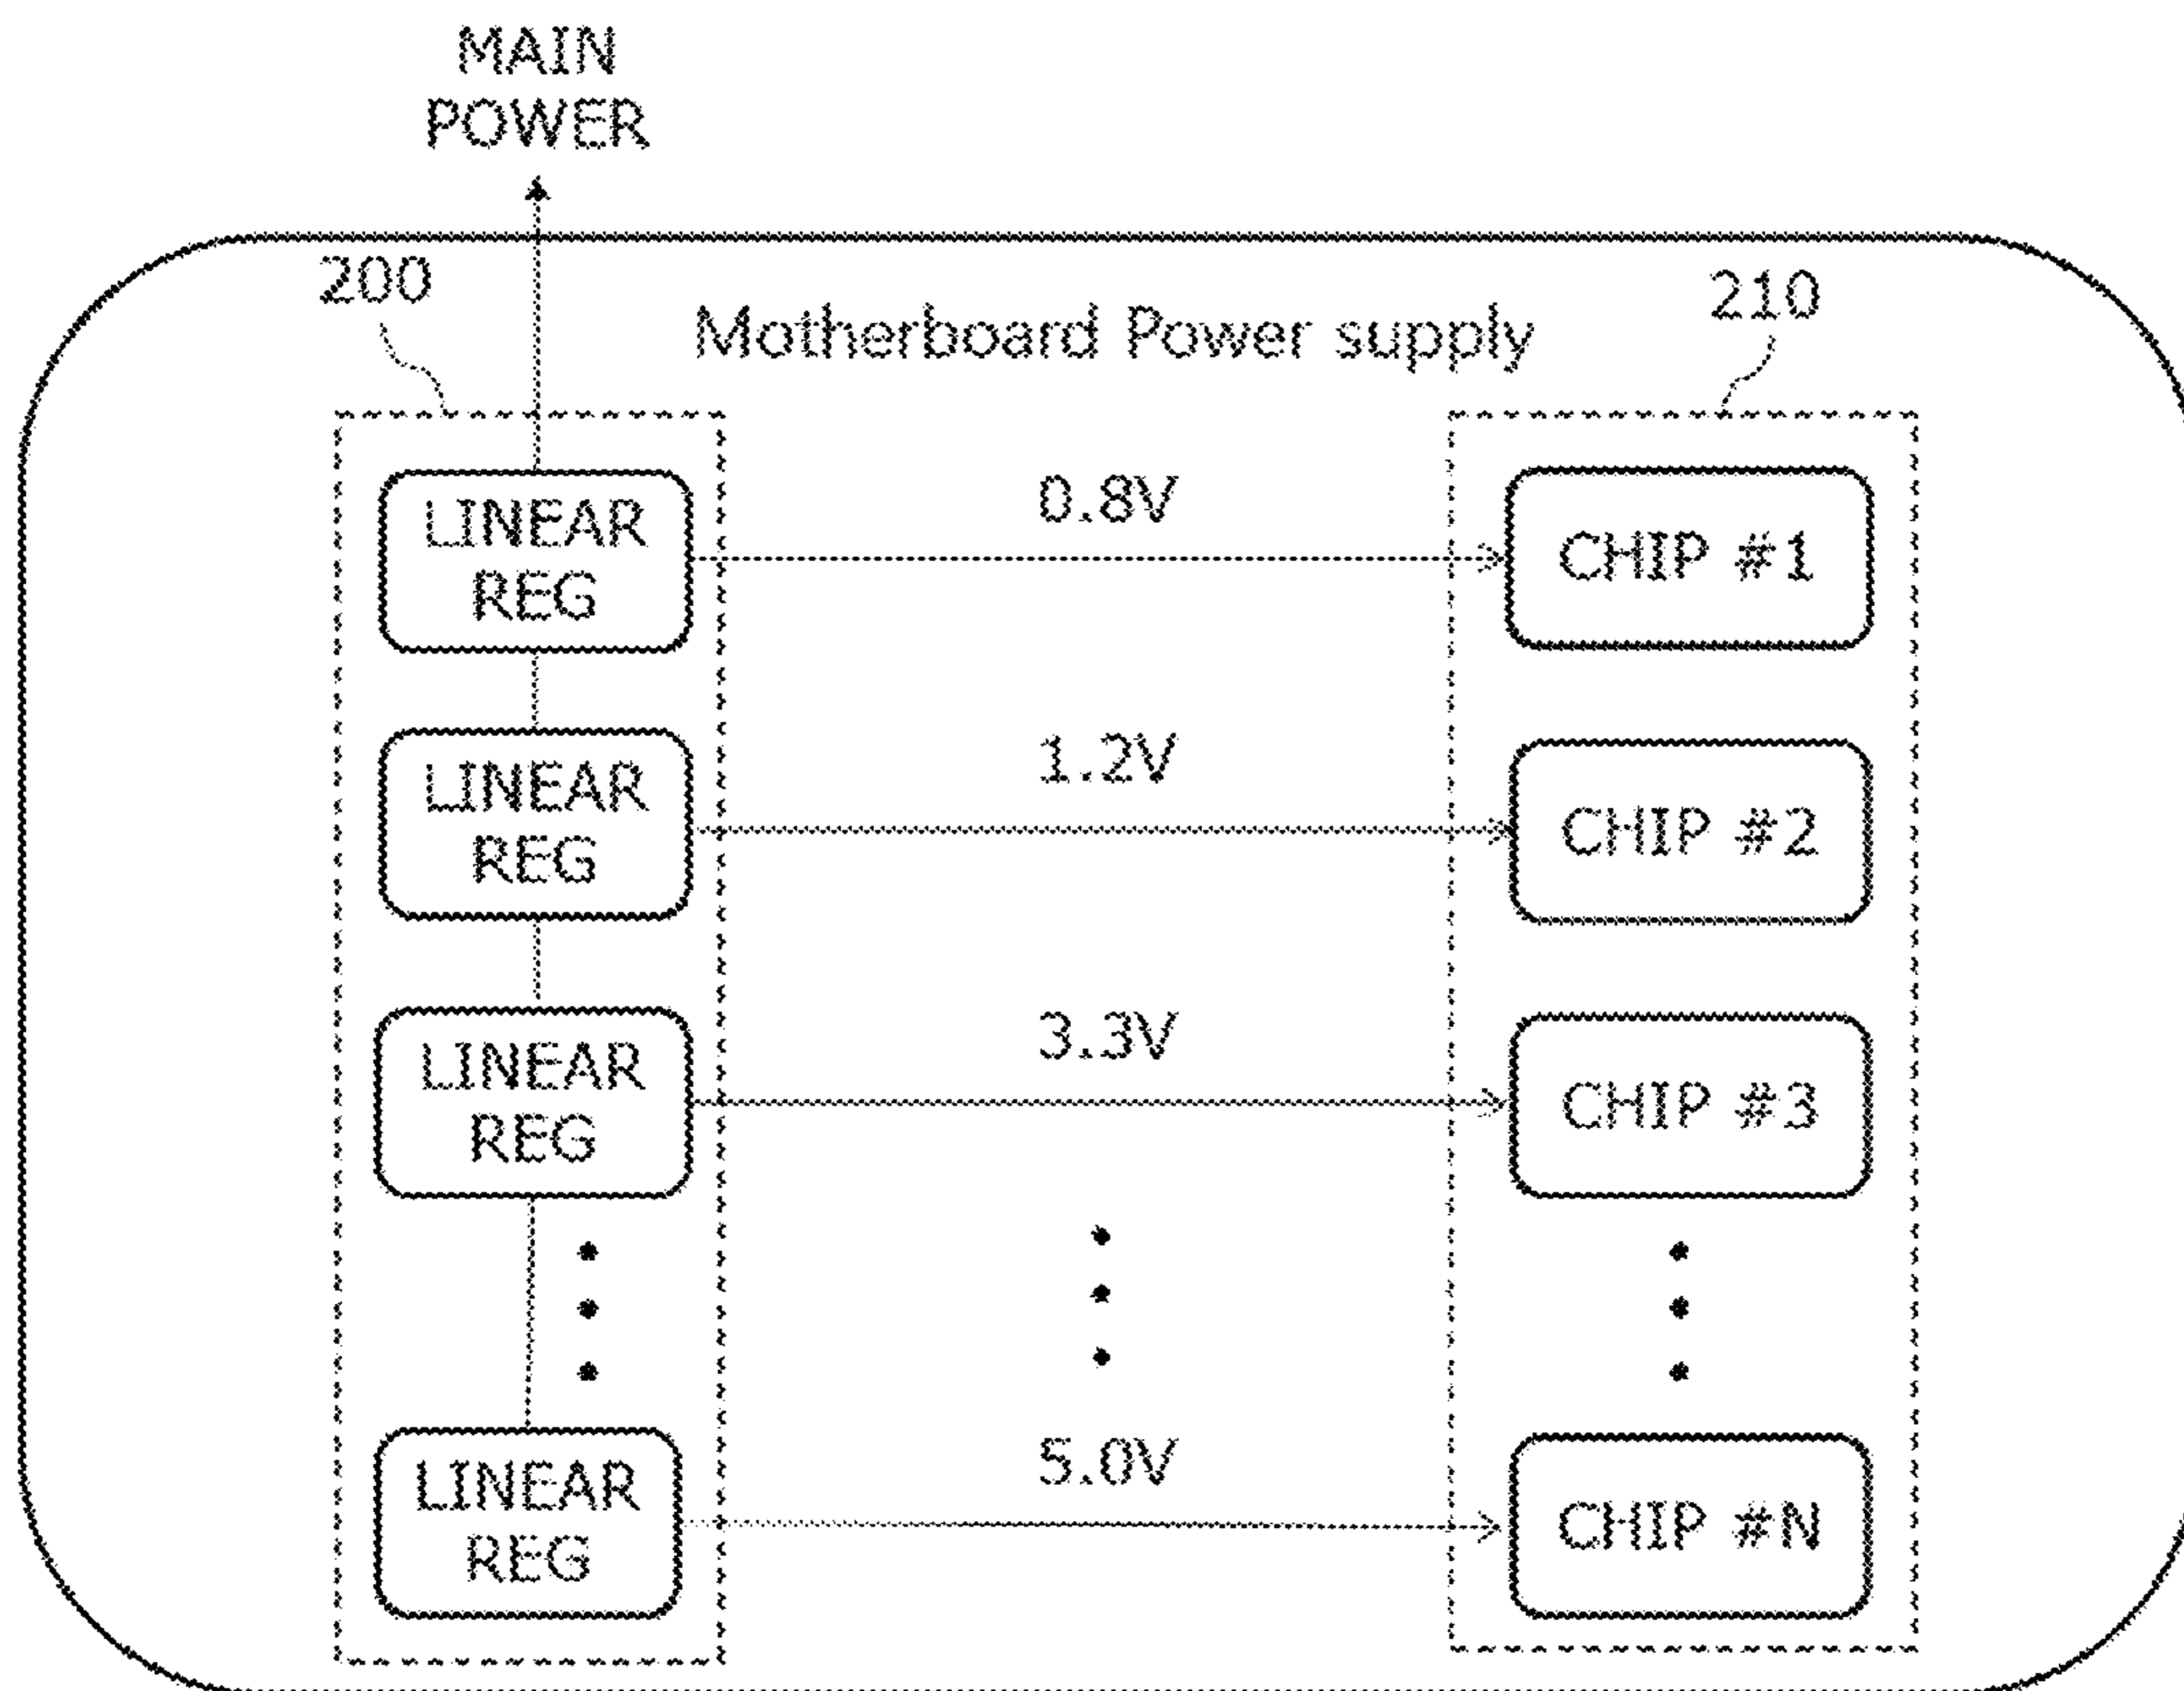 MAIN
POWER
200
210
Motherboard Power supply
LINEAR
REG
0.8V
CHIP #1
LINEAR
REG
1.2V
CHIP #2
LINEAR
REG
3.3V
CHIP #3
LINEAR
REG
5.0V
CHIP #N